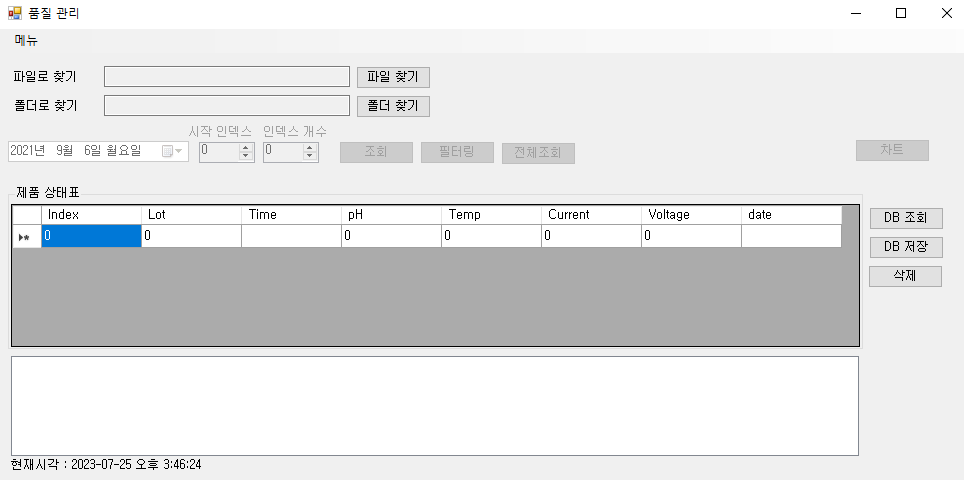 품질 관리
메뉴
파일로 찾기 파일 찾기
폴더로 찾기 폴더 찾기
시작 인덱스 인덱스 개수
2021년 9월 6일 월요일 0 0 조회 필터링 전체조회 차트
제품 상태표
Index Lot Time pH Temp Current Voltage date
0 0 0 0 0 0
DB 조회
DB 저장
삭제
현재시각 : 2023-07-25 오후 3:46:24